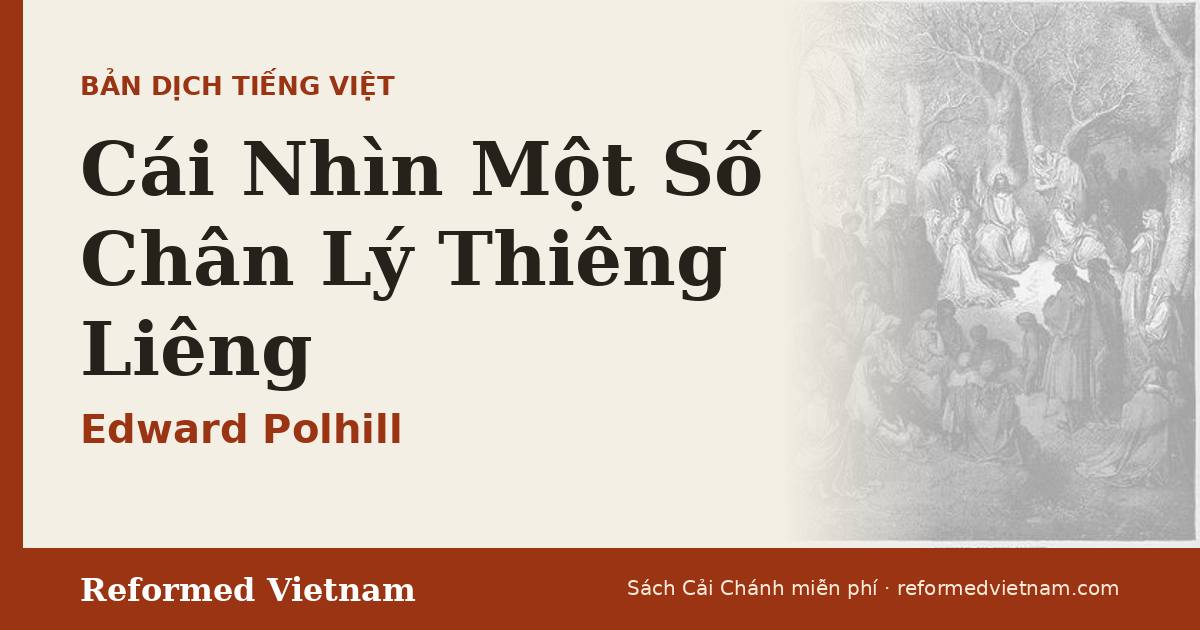 BẢN DỊCH TIẾNG VIỆT
Cái Nhìn Một Số
Chân Lý Thiêng
Liêng
Edward Polhill
Reformed Vietnam
Sách Cải Chánh miễn phí · reformedvietnam.com